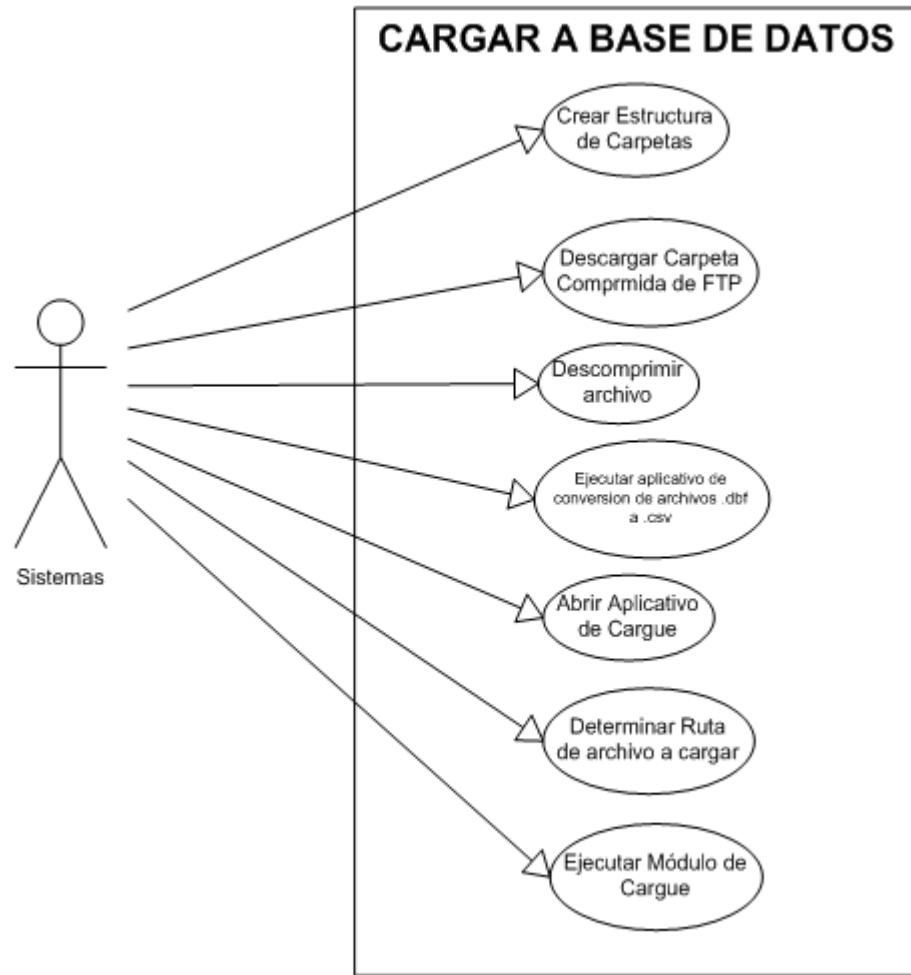 CARGAR A BASE DE DATOS
Crear Estructura
de Carpetas
Descargar Carpeta
Comprmida de FTP
Descomprimir
archivo
Ejecutar aplicativo de
conversion de archivos .dbf
a .csv
Sistemas
Abrir Aplicativo
de Cargue
Determinar Ruta
de archivo a cargar
Ejecutar Módulo de
Cargue